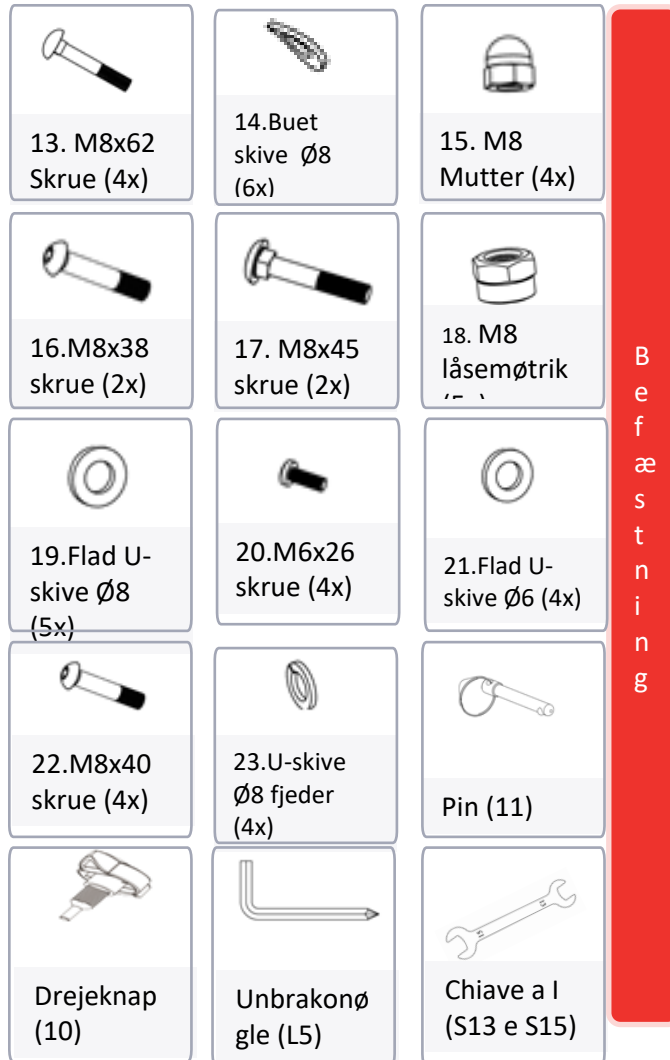 13. M8x62
Skrue (4x)
14.Buet
skive Ø8
(6x)
15. M8
Mutter (4x)
16.M8x38
skrue (2x)
17. M8x45
skrue (2x)
18. M8
låsemøtrik
19.Flad U-
skive Ø8
(5x)
20.M6x26
skrue (4x)
21.Flad U-
skive Ø6 (4x)
22.M8x40
skrue (4x)
23.U-skive
Ø8 fjeder
(4x)
Pin (11)
Drejeknap
(10)
Unbrakonø
gle (L5)
Chiave a I
(S13 e S15)
Befæstning